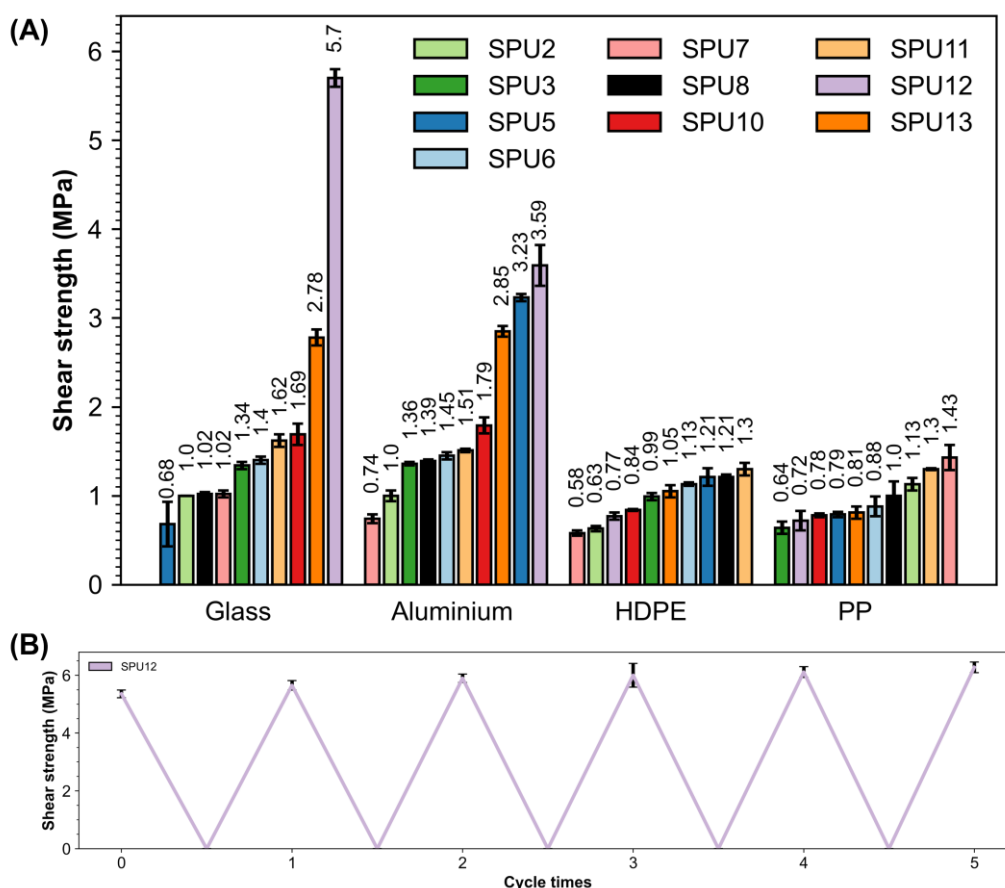 (A)
Shear strength (MPa)
6
5
4
3
2
1
0
SPU2
SPU3
SPU5
SPU6
SPU7
SPU8
SPU10
SPU11
SPU12
SPU13
0.68
1.0
1.02
1.02
1.34
1.4
1.62
1.69
2.78
5.7
0.74
1.0
1.36
1.39
1.45
1.51
1.79
2.85
3.23
3.59
0.58
0.63
0.77
0.84
0.99
1.05
1.13
1.21
1.21
1.3
0.64
0.72
0.78
0.79
0.81
0.88
1.0
1.13
1.3
1.43
Glass Aluminium HDPE PP
(B)
Shear strength (MPa)
6
4
2
0
SPU12
0 1 2 3 4 5
Cycle times